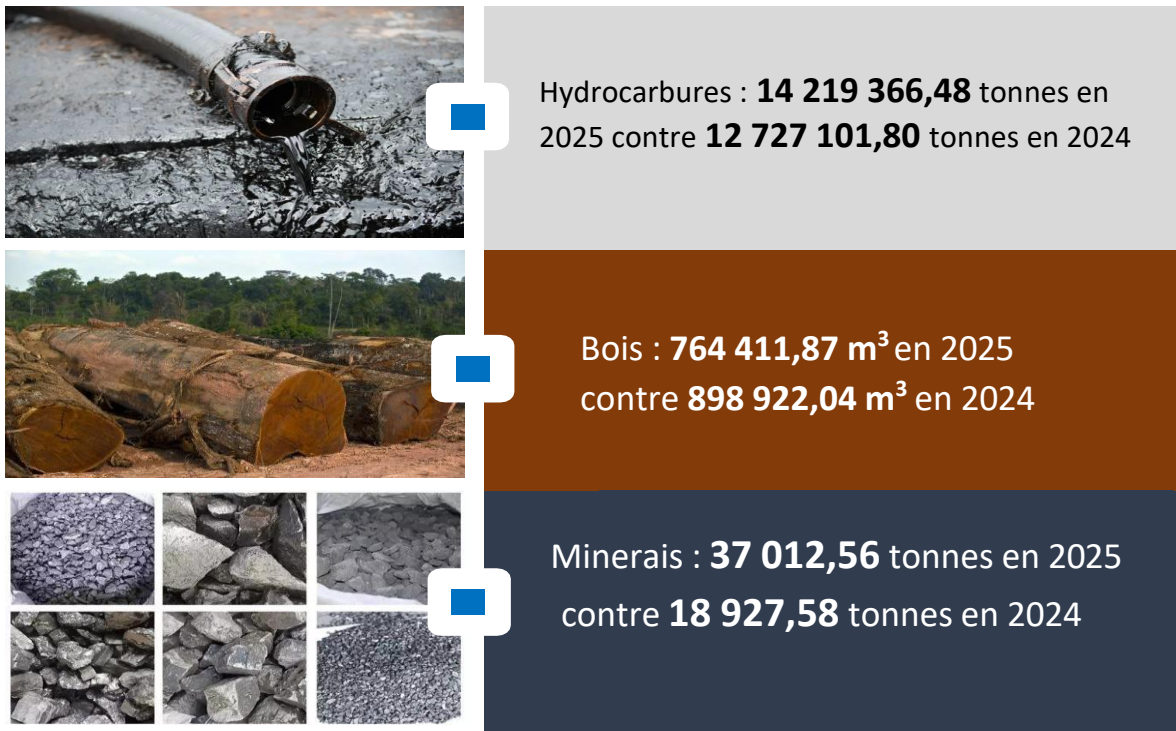 Hydrocarbures : 14 219 366,48 tonnes en
2025 contre 12 727 101,80 tonnes en 2024
Bois : 764 411,87 m³ en 2025
contre 898 922,04 m³ en 2024
Minerais : 37 012,56 tonnes en 2025
contre 18 927,58 tonnes en 2024